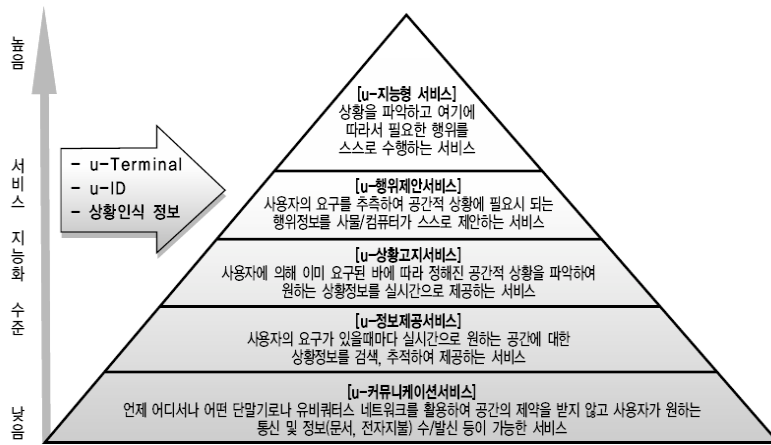 높음
서비스 지능화 수준
낮음
- u-Terminal
- u-ID
- 상황인식 정보
[u-지능형 서비스]
상황을 파악하고 여기에
따라서 필요한 행위를
스스로 수행하는 서비스
[u-행위제안서비스]
사용자의 요구를 추측하여 공간적 상황에 필요시 되는
행위정보를 사물/컴퓨터가 스스로 제안하는 서비스
[u-상황고지서비스]
사용자에 의해 이미 요구된 바에 따라 정해진 공간적 상황을 파악하여
원하는 상황정보를 실시간으로 제공하는 서비스
[u-정보제공서비스]
사용자의 요구가 있을때마다 실시간으로 원하는 공간에 대한
상황정보를 검색, 추적하여 제공하는 서비스
[u-커뮤니케이션서비스]
언제 어디서나 어떤 단말기로나 유비쿼터스 네트워크를 활용하여 공간의 제약을 받지 않고 사용자가 원하는
통신 및 정보(문서, 전자지불) 수/발신 등이 가능한 서비스